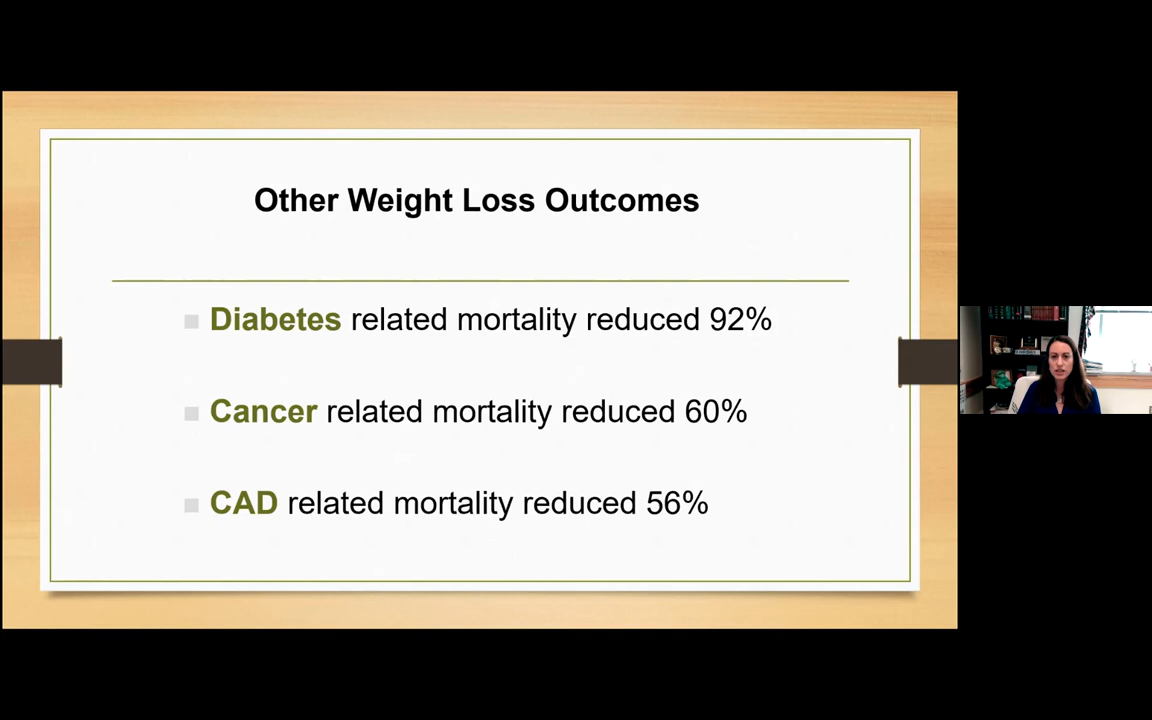 Other Weight Loss Outcomes
Diabetes related mortality reduced 92%
Cancer related mortality reduced 60%
CAD related mortality reduced 56%